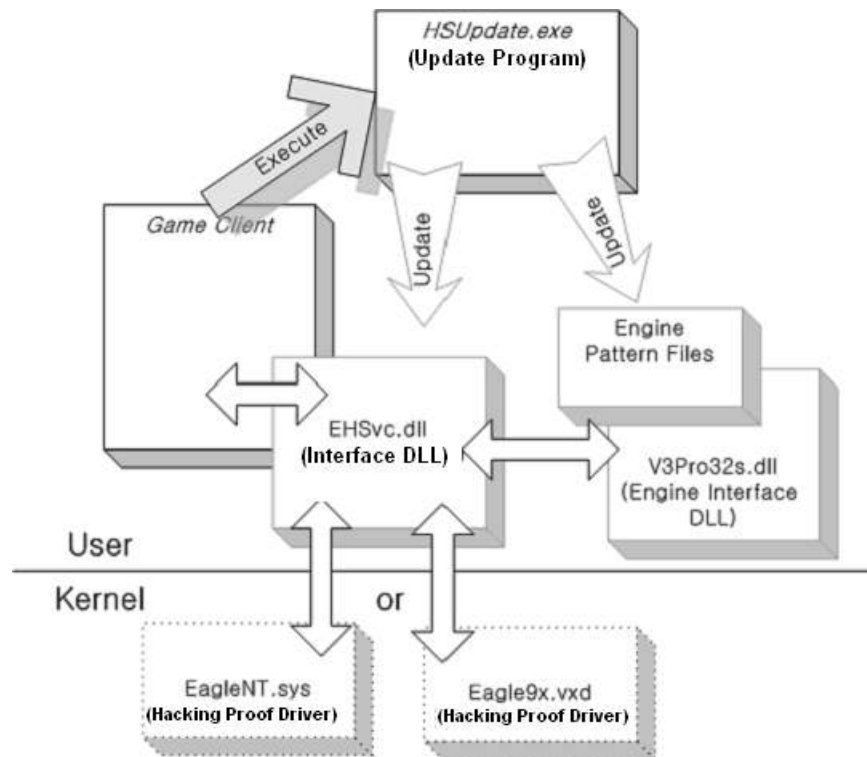 HSUpdate.exe
(Update Program)
Execute
Game Client
Update
Update
Engine
Pattern Files
EHSvc.dll
(Interface DLL)
V3Pro32s.dll
(Engine Interface
DLL)
User
Kernel
or
EagleNT.sys
(Hacking Proof Driver)
Eagle9x.vxd
(Hacking Proof Driver)